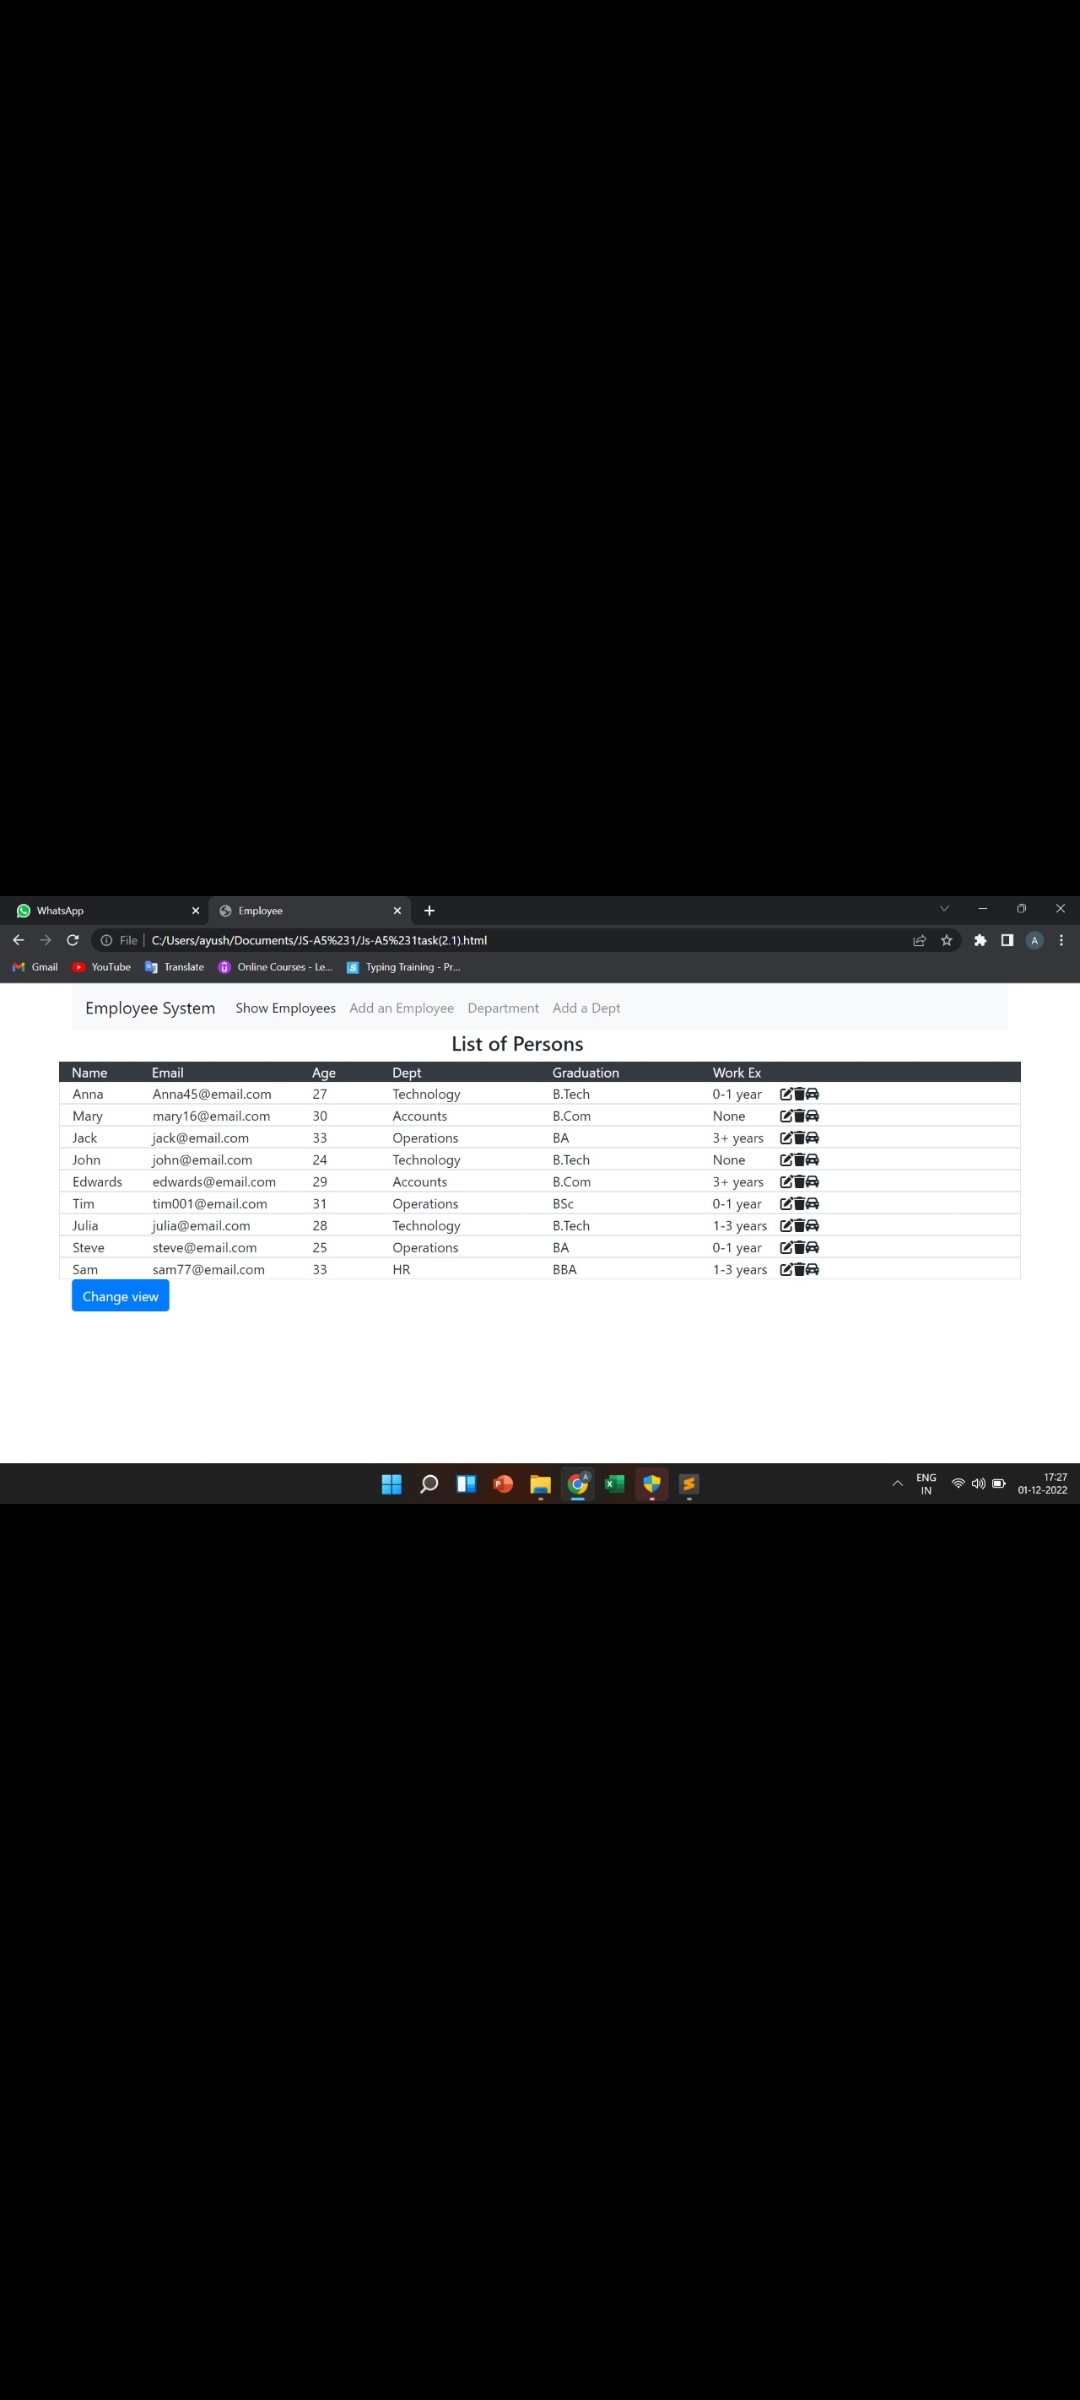 WhatsApp
Employee
File C:/Users/ayush/Documents/JS-A5%231/Js-A5%231task(2.1).html
A
Gmail YouTube Translate Online Courses - Le... Typing Training - Pr...
Employee System Show Employees Add an Employee Department Add a Dept
List of Persons
Name Email Age Dept Graduation Work Ex
Anna Anna45@email.com 27 Technology B.Tech 0-1 year
Mary mary16@email.com 30 Accounts B.Com None
Jack jack@email.com 33 Operations BA 3+ years
John john@email.com 24 Technology B.Tech None
Edwards edwards@email.com 29 Accounts B.Com 3+ years
Tim tim001@email.com 31 Operations BSc 0-1 year
Julia julia@email.com 28 Technology B.Tech 1-3 years
Steve steve@email.com 25 Operations BA 0-1 year
Sam sam77@email.com 33 HR BBA 1-3 years
Change view
ENG 17:27
IN 01-12-2022